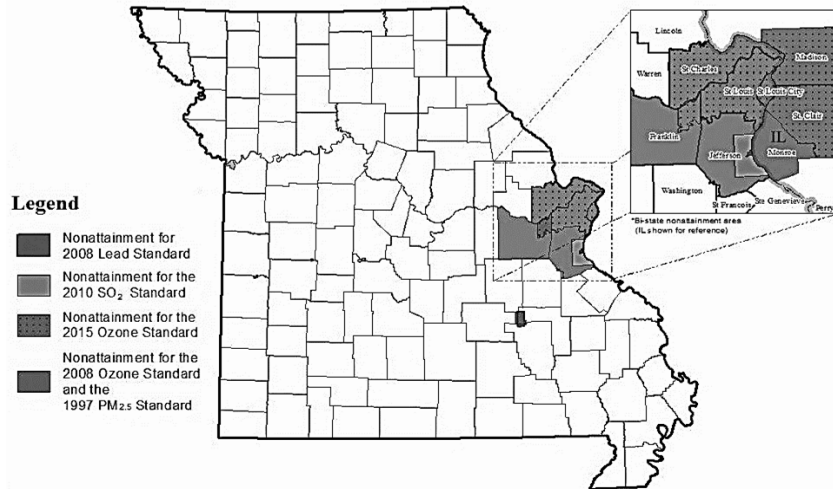 Lincoln
Madison
Warren
St Charles
St Louis
St Louis City
St. Clair
Franklin
IL
Jefferson
Monroe
Washington
St Francois
Ste Genevieve
Perry
*Bi-state nonattainment area
(IL shown for reference)
Legend
Nonattainment for
2008 Lead Standard
Nonattainment for the
2010 SO₂ Standard
Nonattainment for the
2015 Ozone Standard
Nonattainment for the
2008 Ozone Standard
and the
1997 PM₂.₅ Standard